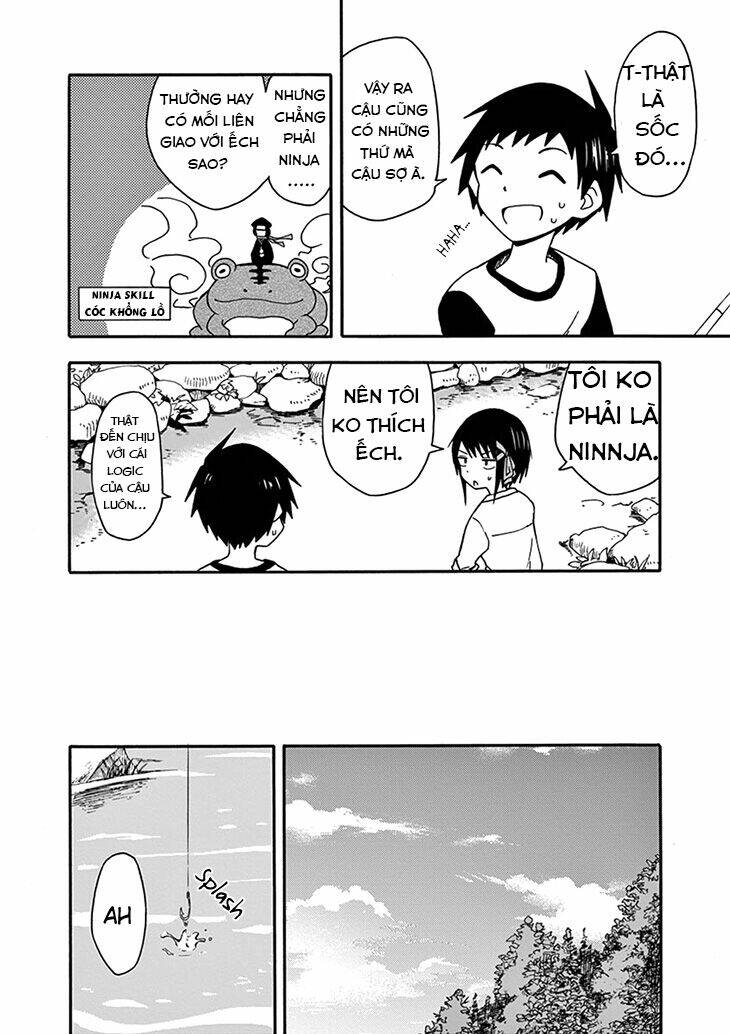 T-THẬT
LÀ
SỐC
ĐÓ...
VẬY RA
CẬU CŨNG
CÓ NHỮNG
THỨ MÀ
CẬU SỢ À.
HAHA...
NHƯNG
CHẲNG
PHẢI
NINJA
.....
THƯỜNG HAY
CÓ MỐI LIÊN
GIAO VỚI ẾCH
SAO?
NINJA SKILL
CÓC KHỔNG LỒ
TÔI KO
PHẢI LÀ
NINNJA.
NÊN TÔI
KO THÍCH
ẾCH.
THẬT
ĐẾN CHỊU
VỚI CÁI
LOGIC
CỦA CẬU
LUÔN...
Splash
AH